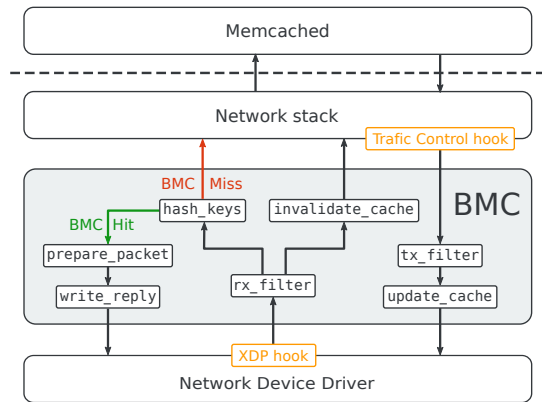 Memcached
Network stack
Trafic Control hook
BMC Miss
BMC
hash_keys
invalidate_cache
BMC Hit
prepare_packet
tx_filter
rx_filter
write_reply
update_cache
XDP hook
Network Device Driver